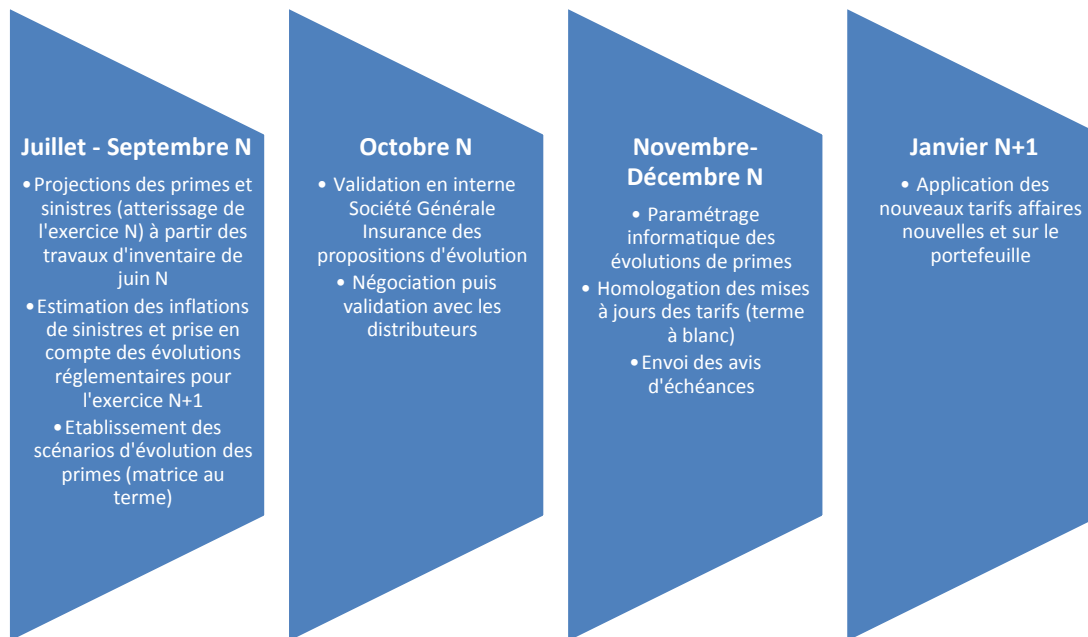 Juillet - Septembre N
• Projections des primes et
sinistres (atterissage de
l'exercice N) à partir des
travaux d'inventaire de
juin N
• Estimation des inflations
de sinistres et prise en
compte des évolutions
réglementaires pour
l'exercice N+1
• Etablissement des
scénarios d'évolution des
primes (matrice au
terme)
Octobre N
• Validation en interne
Société Générale
Insurance des
propositions d'évolution
• Négociation puis
validation avec les
distributeurs
Novembre-
Décembre N
• Paramétrage
informatique des
évolutions de primes
• Homologation des mises
à jours des tarifs (terme
à blanc)
• Envoi des avis
d'échéances
Janvier N+1
• Application des
nouveaux tarifs affaires
nouvelles et sur le
portefeuille